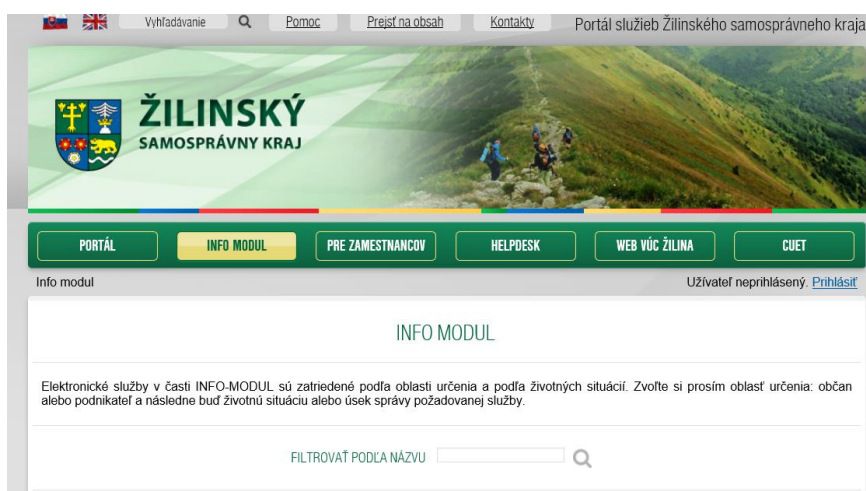 Vyhľadávanie Pomoc Prejsť na obsah Kontakty Portál služieb Žilinského samosprávneho kraja
ŽILINSKÝ
SAMOSPRÁVNY KRAJ
PORTÁL INFO MODUL PRE ZAMESTNANCOV HELPDESK WEB VÚC ŽILINA CUET
Info modul Užívateľ neprihlásený. Prihlásiť
INFO MODUL
Elektronické služby v časti INFO-MODUL sú zatriedené podľa oblasti určenia a podľa životných situácií. Zvoľte si prosím oblasť určenia: občan
alebo podnikateľ a následne buď životnú situáciu alebo úsek správy požadovanej služby.
FILTROVAŤ PODĽA NÁZVU